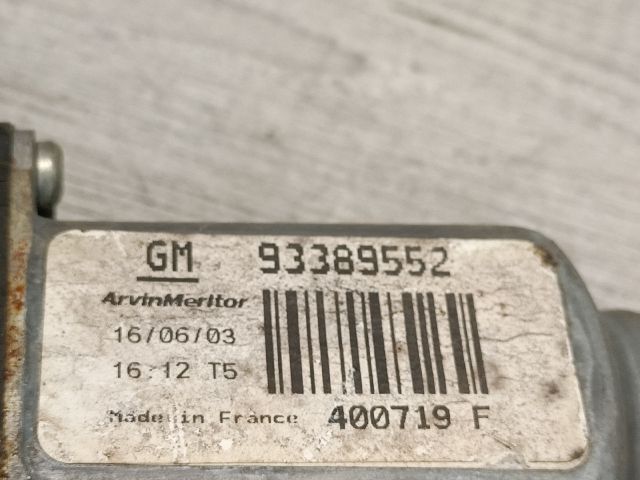 GM 93389552
ArvinMeritor
16/06/03
16:12 T5
Made in France 400719 F